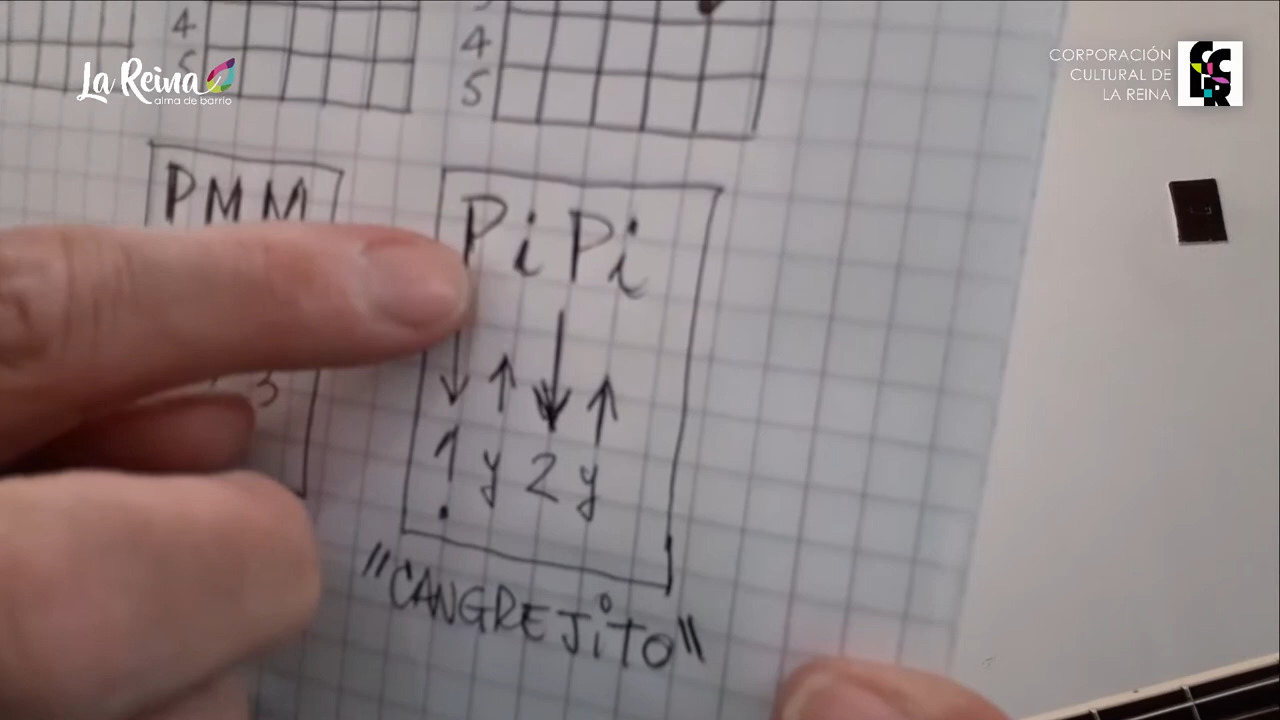 4
5
4
5
La Reina
alma de barrio
CORPORACIÓN
CULTURAL DE
LA REINA
PMM
3
PiPi
1 y 2 y
"CANGREJiTO"